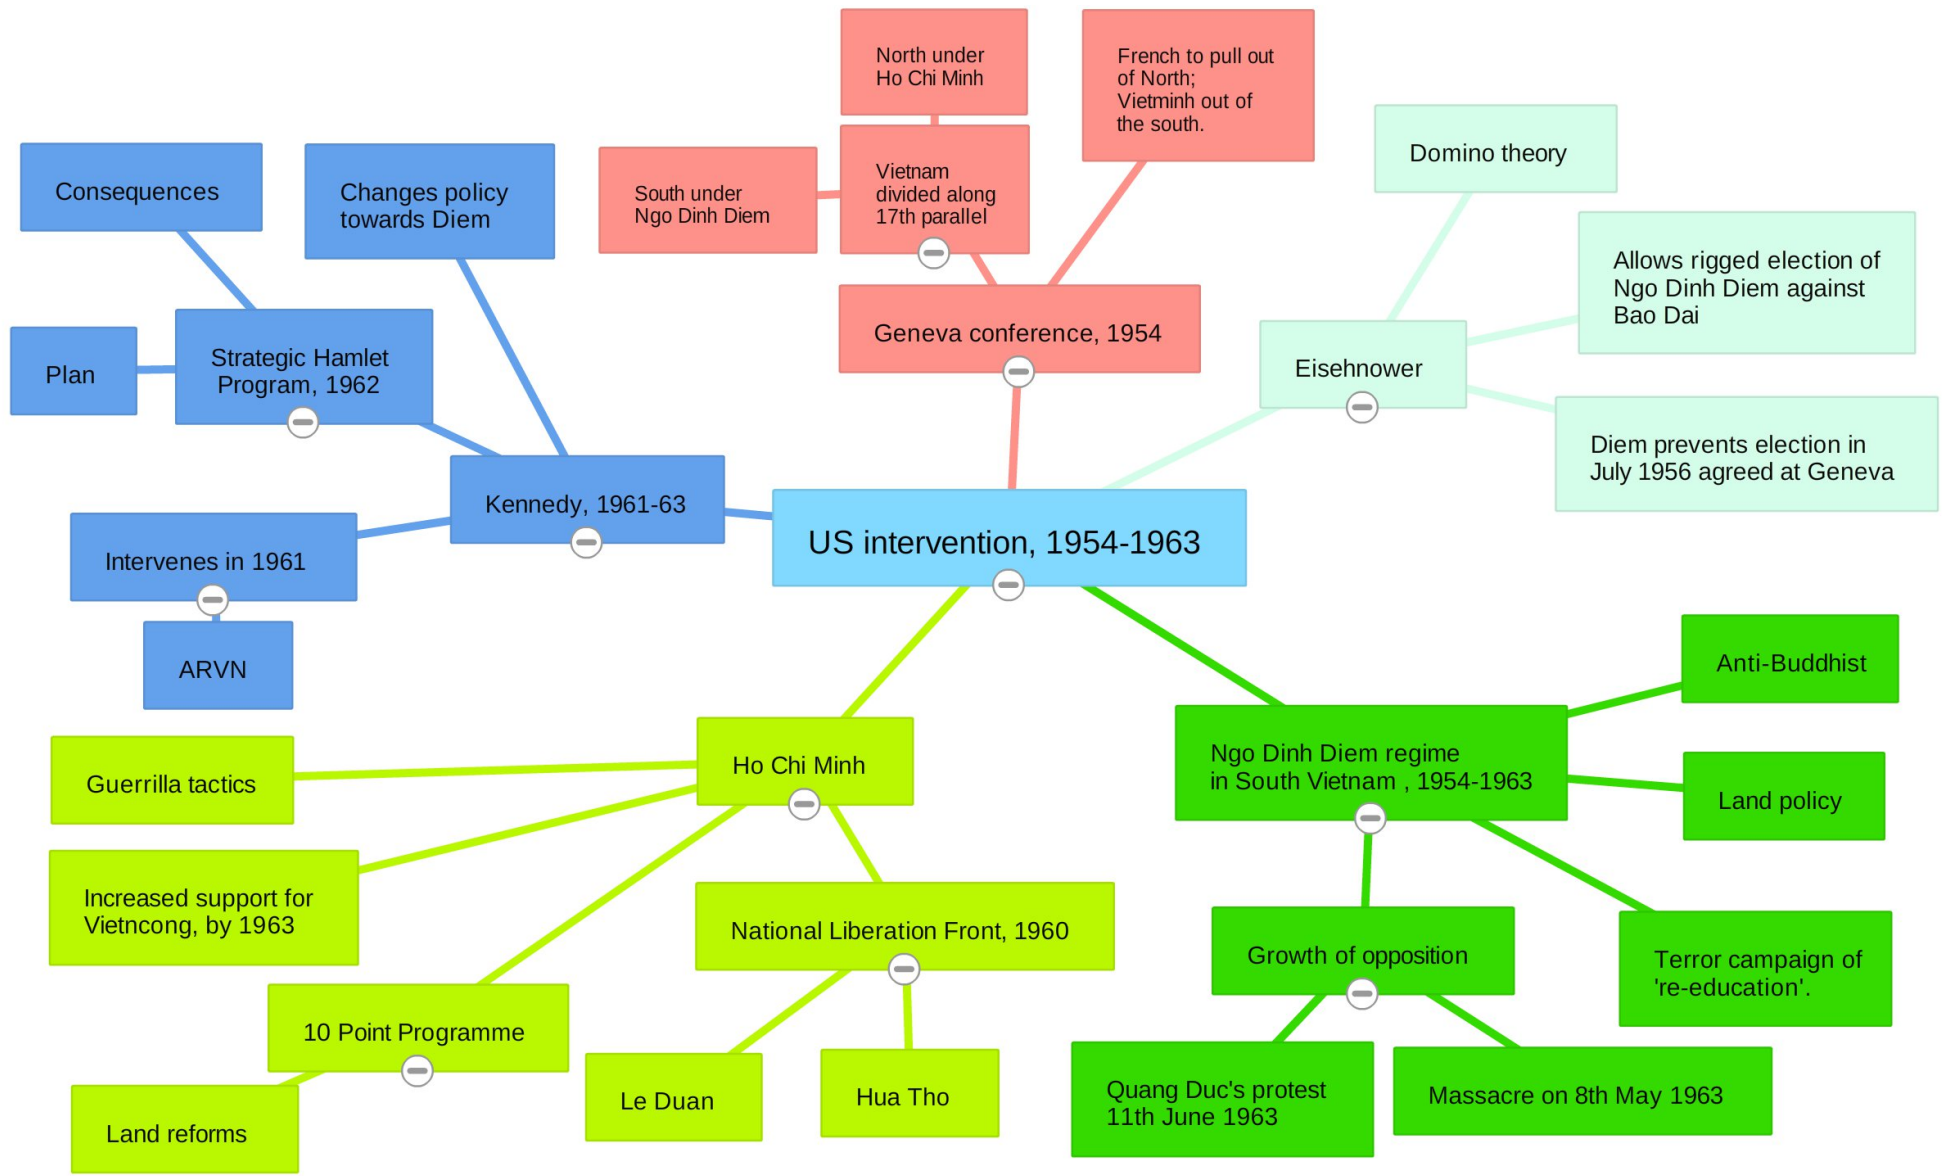 North under
Ho Chi Minh
French to pull out
of North;
Vietminh out of
the south.
Domino theory
Consequences
Changes policy
towards Diem
South under
Ngo Dinh Diem
Vietnam
divided along
17th parallel
Allows rigged election of
Ngo Dinh Diem against
Bao Dai
Plan
Strategic Hamlet
Program, 1962
Geneva conference, 1954
Eisehnower
Diem prevents election in
July 1956 agreed at Geneva
Kennedy, 1961-63
US intervention, 1954-1963
Intervenes in 1961
ARVN
Anti-Buddhist
Guerrilla tactics
Ho Chi Minh
Ngo Dinh Diem regime
in South Vietnam , 1954-1963
Land policy
Increased support for
Vietncong, by 1963
National Liberation Front, 1960
Growth of opposition
Terror campaign of
're-education'.
10 Point Programme
Le Duan
Hua Tho
Quang Duc's protest
11th June 1963
Massacre on 8th May 1963
Land reforms